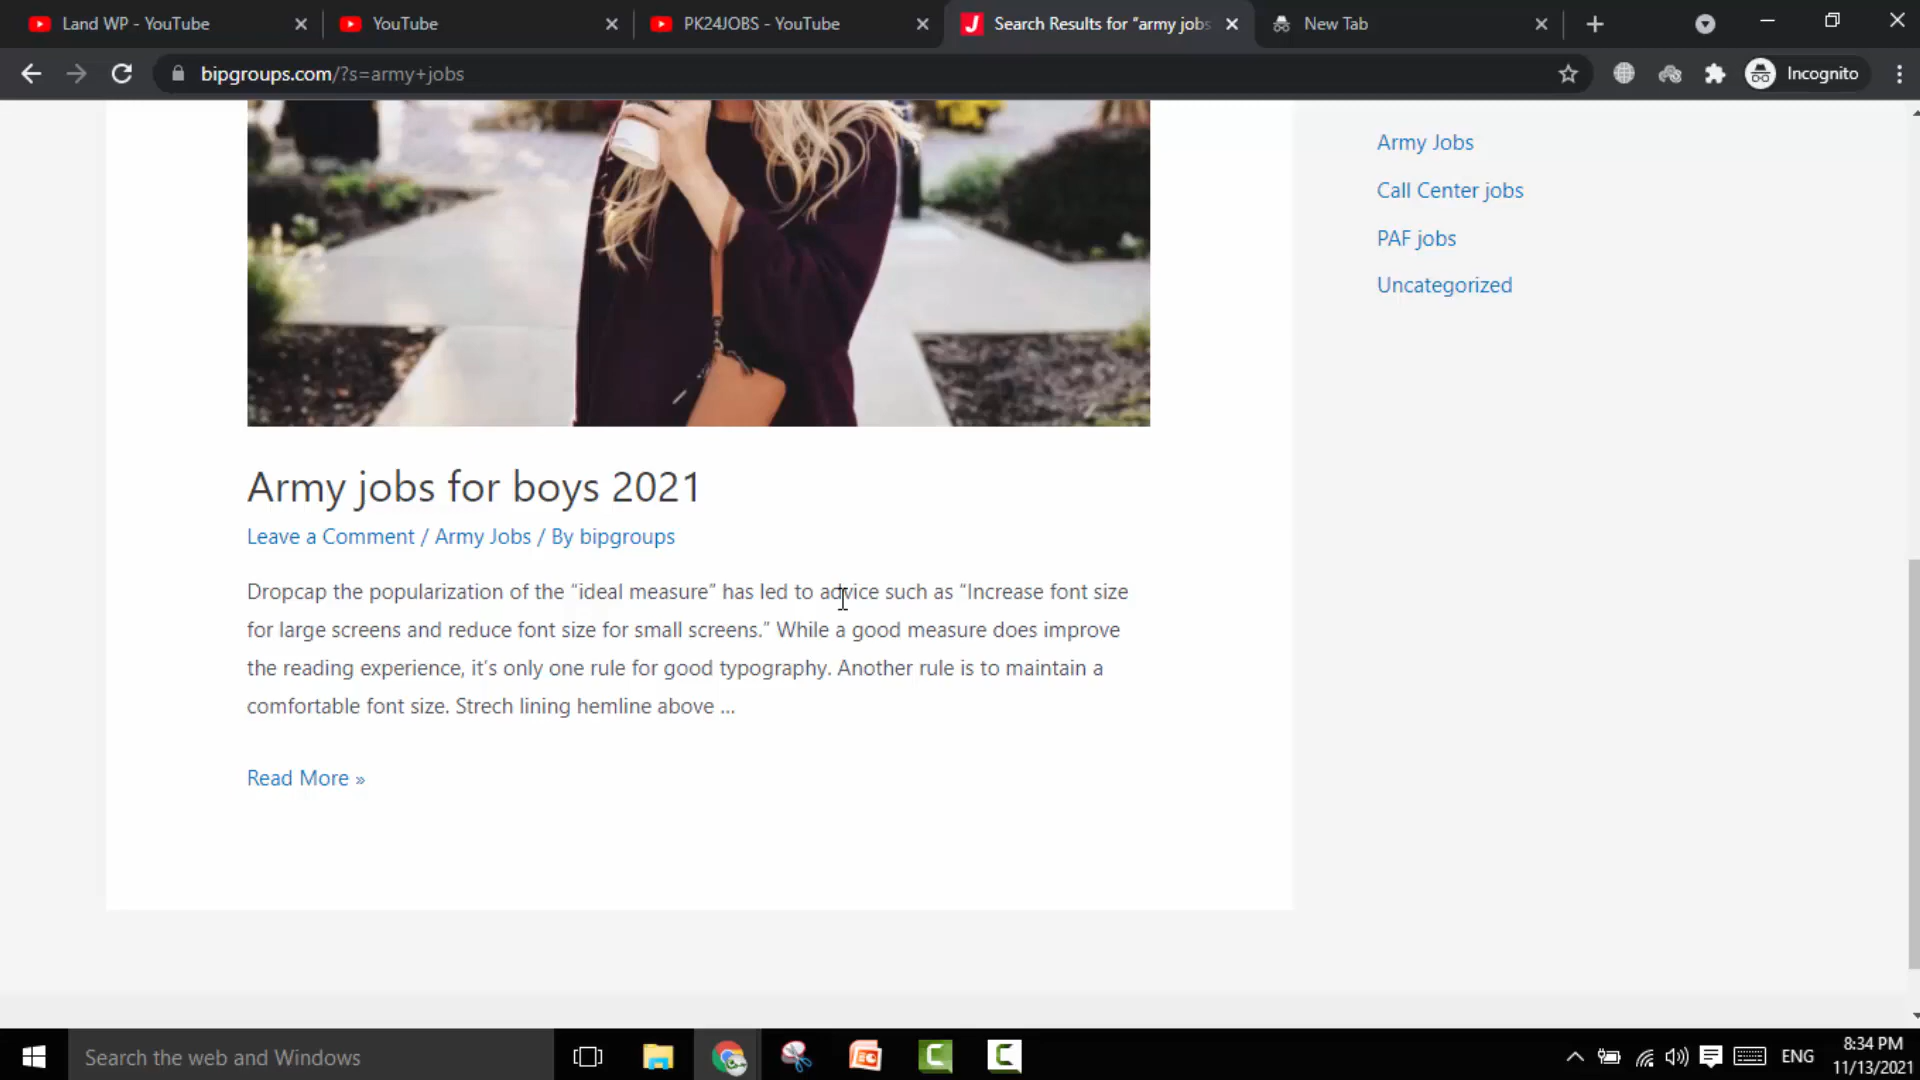 Land WP - YouTube
YouTube
PK24JOBS - YouTube
Search Results for "army jobs
New Tab
bipgroups.com/?s=army+jobs
Incognito
Army Jobs
Call Center jobs
PAF jobs
Uncategorized
Army jobs for boys 2021
Leave a Comment / Army Jobs / By bipgroups
Dropcap the popularization of the “ideal measure” has led to advice such as “Increase font size
for large screens and reduce font size for small screens.” While a good measure does improve
the reading experience, it’s only one rule for good typography. Another rule is to maintain a
comfortable font size. Strech lining hemline above ...
Read More »
Search the web and Windows
ENG
8:34 PM
11/13/2021